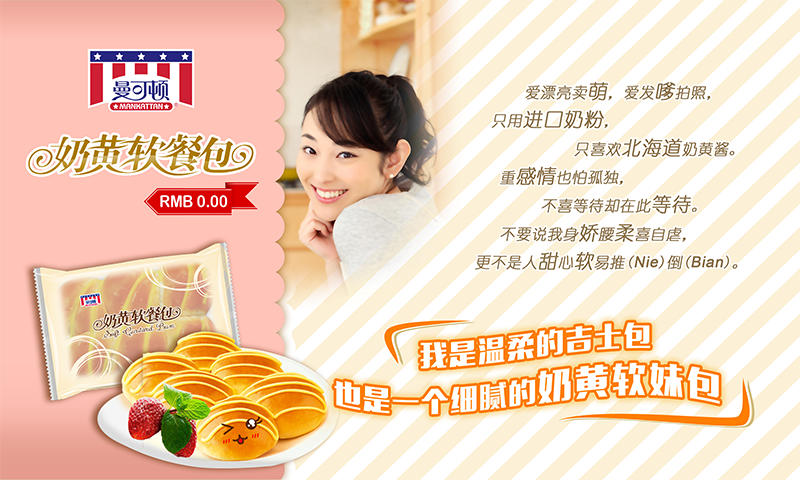 曼可顿
MANHATTAN
奶黄软餐包
RMB 0.00
曼可顿
奶黄软餐包
Soft Custard Bun
爱漂亮卖萌，爱发嗲拍照，
只用进口奶粉，
只喜欢北海道奶黄酱。
重感情也怕孤独，
不喜等待却在此等待。
不要说我身娇腰柔喜自虐，
更不是人甜心软易推(Nie)倒(Bian)。
我是温柔的吉士包
也是一个细腻的奶黄软妹包